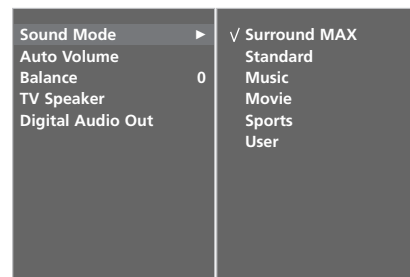 Sound Mode ►
Auto Volume
Balance 0
TV Speaker
Digital Audio Out
√ Surround MAX
Standard
Music
Movie
Sports
User